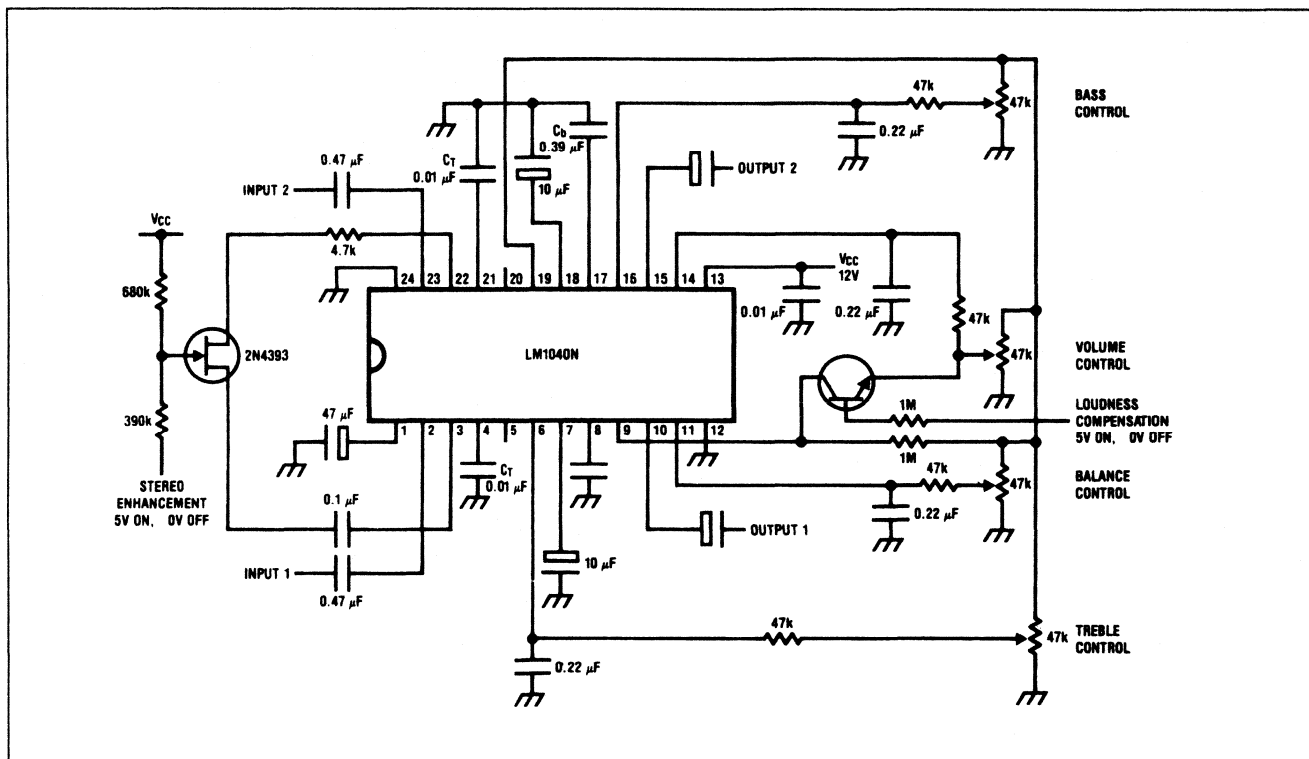 47k
47k
BASS
CONTROL
0.22 µF
Cb
0.39 µF
CT
0.01 µF
10 µF
0.47 µF
INPUT 2
OUTPUT 2
VCC
4.7k
680k
2N4393
390k
STEREO
ENHANCEMENT
5V ON, 0V OFF
24 23 22 21 20 19 18 17 16 15 14 13
VCC
12V
0.01 µF
0.22 µF
47k
47k
VOLUME
CONTROL
LM1040N
1M
LOUDNESS
COMPENSATION
5V ON, 0V OFF
47 µF
1 2 3 4 5 6 7 8 9 10 11 12
1M
47k
47k
BALANCE
CONTROL
0.22 µF
CT
0.01 µF
0.1 µF
INPUT 1
0.47 µF
10 µF
OUTPUT 1
47k
47k
TREBLE
CONTROL
0.22 µF